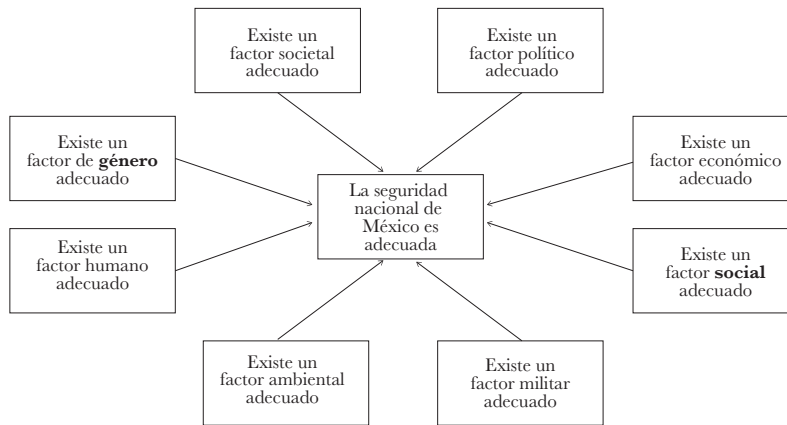 Existe un
factor societal
adecuado
Existe un
factor político
adecuado
Existe un
factor de género
adecuado
Existe un
factor económico
adecuado
La seguridad
nacional de
México es
adecuada
Existe un
factor humano
adecuado
Existe un
factor social
adecuado
Existe un
factor ambiental
adecuado
Existe un
factor militar
adecuado